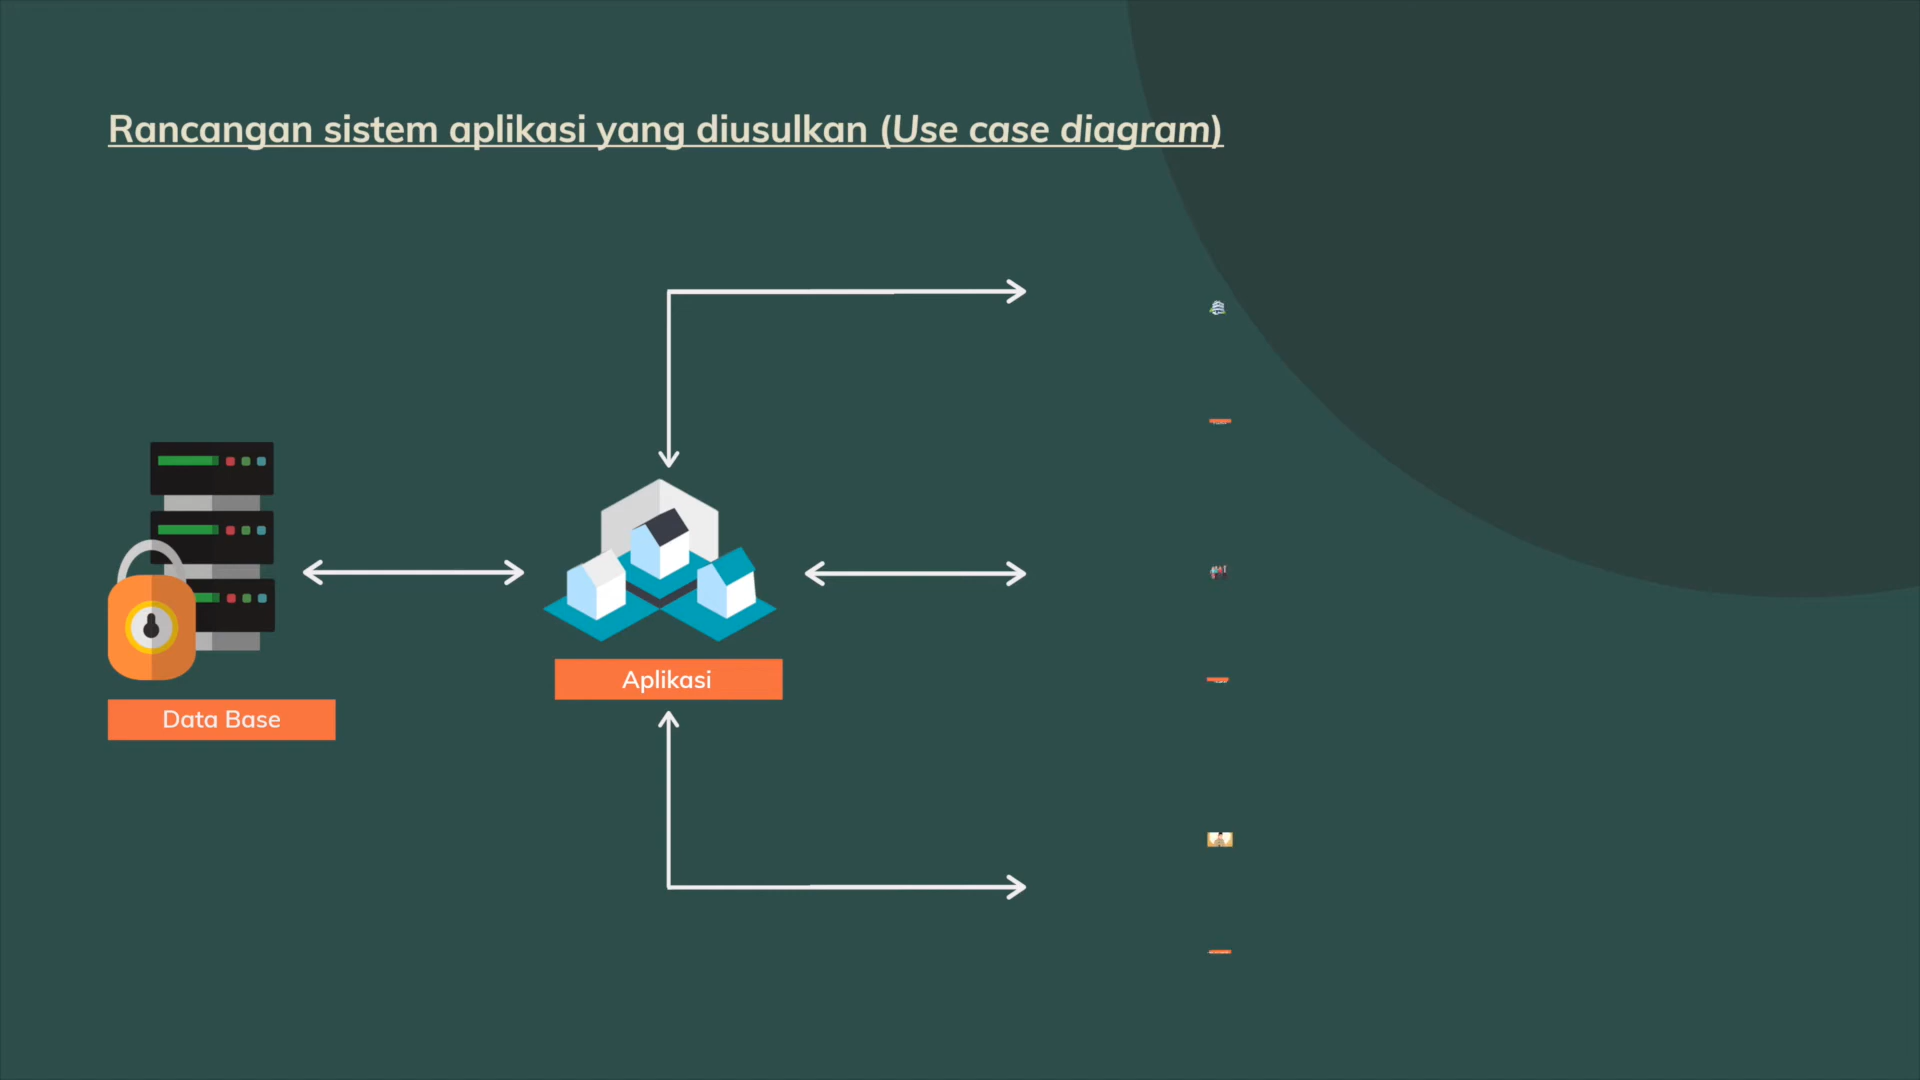 Rancangan sistem aplikasi yang diusulkan (Use case diagram)
Aplikasi
Data Base